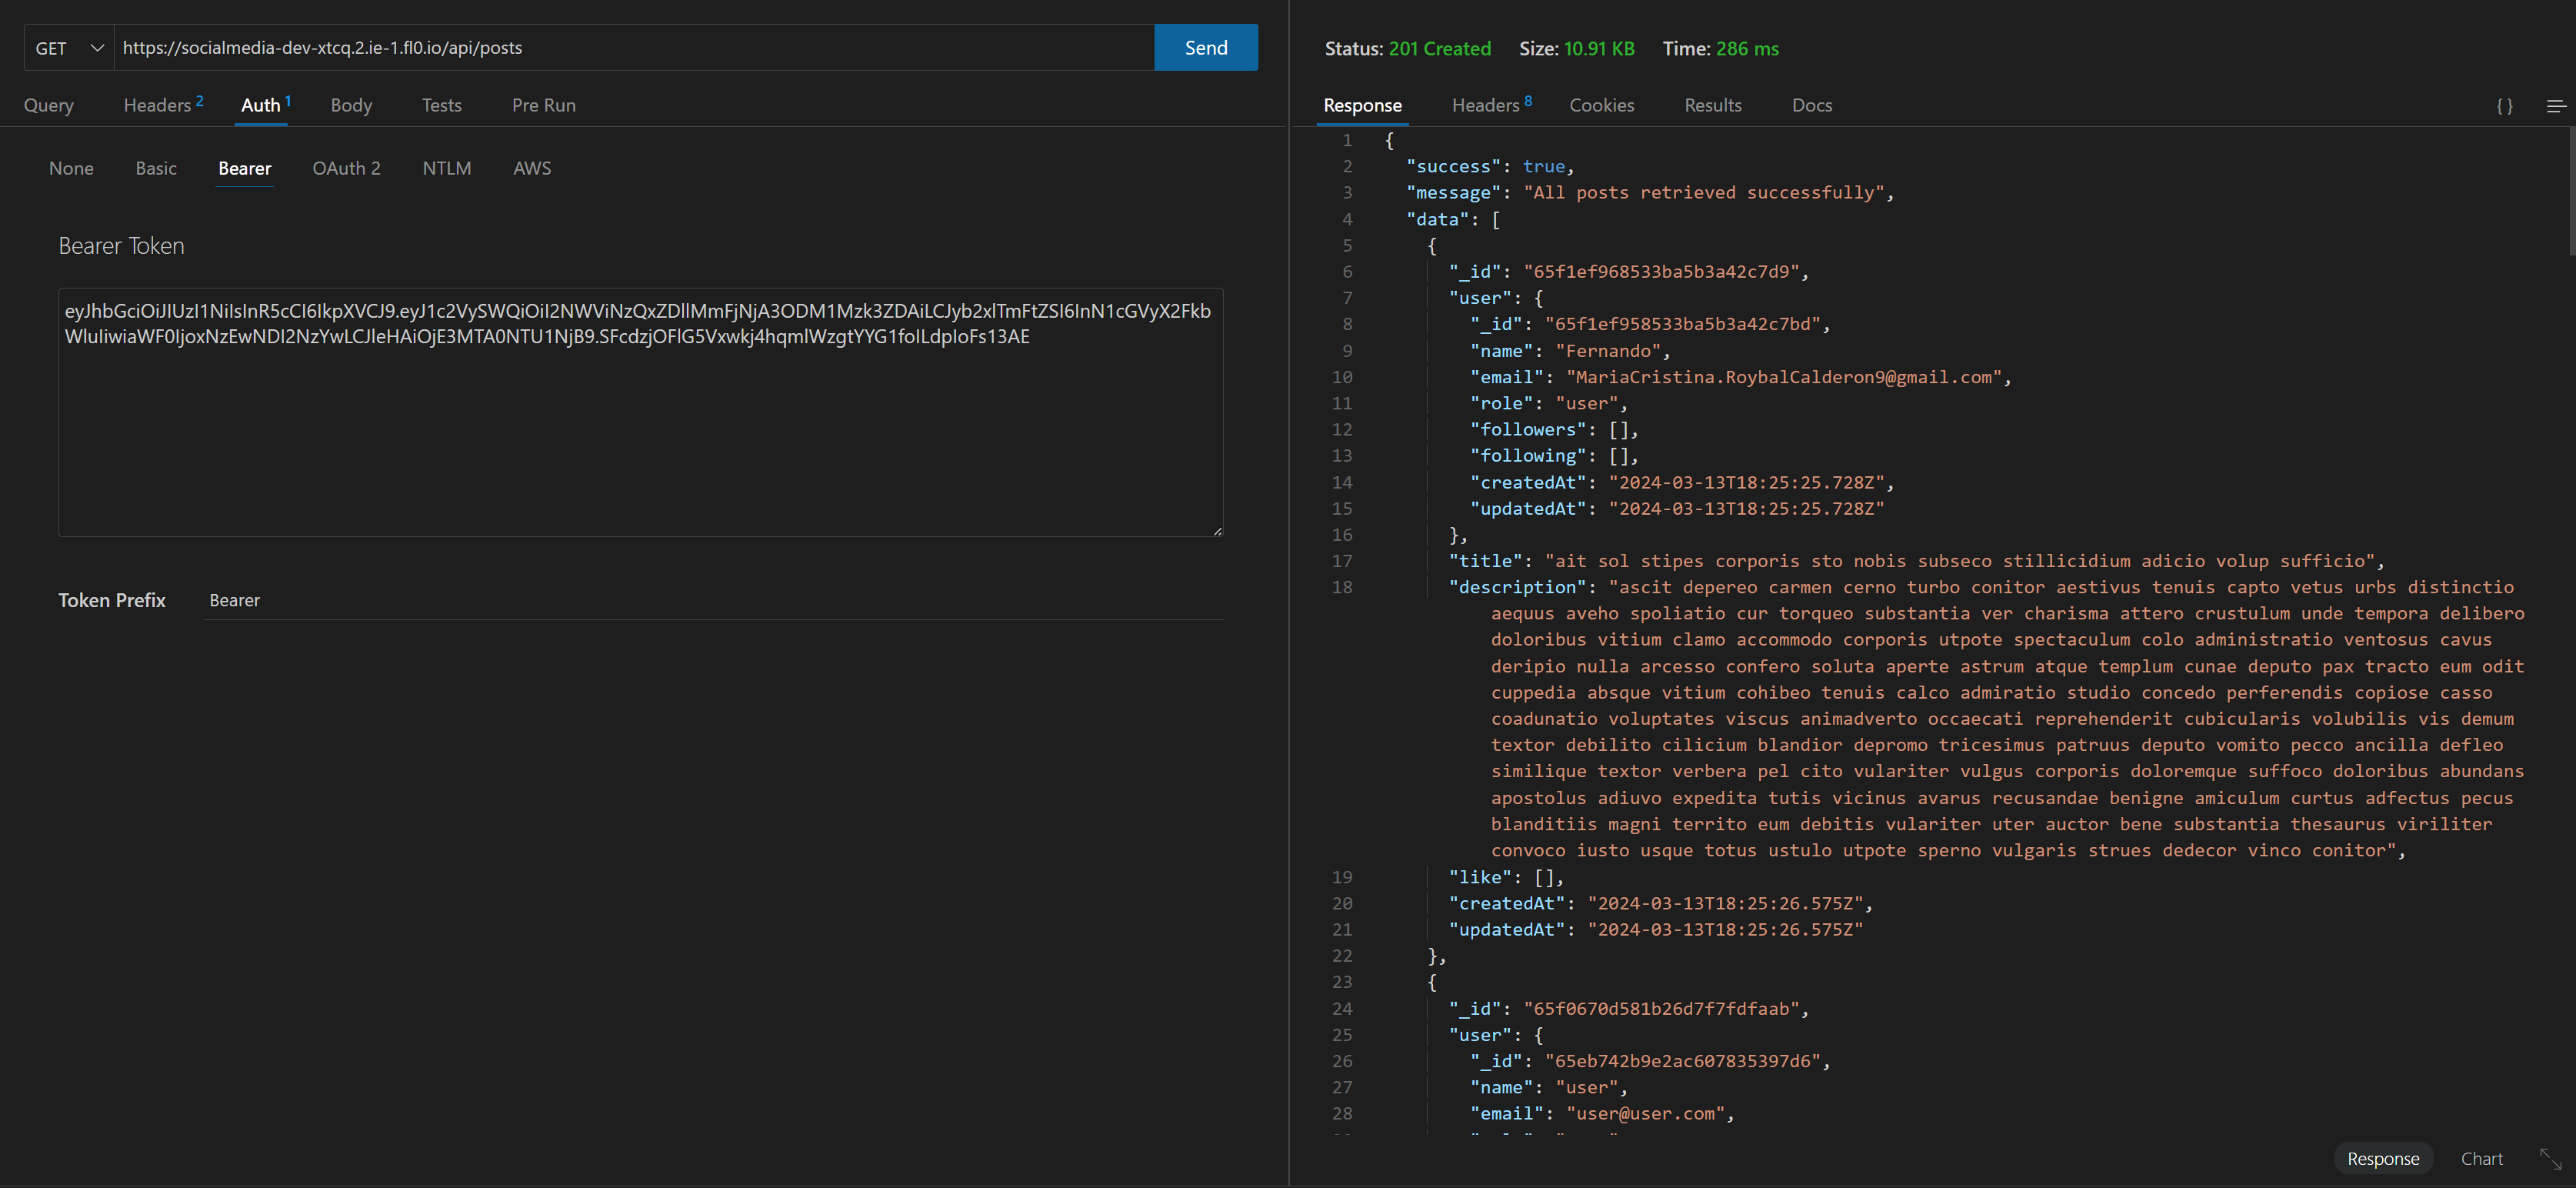 GET https://socialmedia-dev-xtcq.2.ie-1.fl0.io/api/posts Send
Query Headers 2 Auth 1 Body Tests Pre Run
None Basic Bearer OAuth 2 NTLM AWS
Bearer Token
eyJhbGciOiJIUzI1NiIsInR5cCI6IkpXVCJ9.eyJ1c2VySWQiOiI2NWViNzQxZDllMmFjNjA3ODM1Mzk3ZDAiLCJyb2xlTmFtZSI6InN1cGVyX2Fkb
WluIiwiaWF0IjoxNzEwNDI2NzYwLCJleHAiOjE3MTA0NTU1NjB9.SFcdzjOFlG5Vxwkj4hqmlWzgtYYG1foILdpIoFs13AE
Token Prefix Bearer
Status: 201 Created Size: 10.91 KB Time: 286 ms
Response Headers 8 Cookies Results Docs { }
1 {
2 "success": true,
3 "message": "All posts retrieved successfully",
4 "data": [
5 {
6 "_id": "65f1ef968533ba5b3a42c7d9",
7 "user": {
8 "_id": "65f1ef958533ba5b3a42c7bd",
9 "name": "Fernando",
10 "email": "MariaCristina.RoybalCalderon9@gmail.com",
11 "role": "user",
12 "followers": [],
13 "following": [],
14 "createdAt": "2024-03-13T18:25:25.728Z",
15 "updatedAt": "2024-03-13T18:25:25.728Z"
16 },
17 "title": "ait sol stipes corporis sto nobis subseco stillicidium adicio volup sufficio",
18 "description": "ascit depereo carmen cerno turbo conitor aestivus tenuis capto vetus urbs distinctio
aequus aveho spoliatio cur torqueo substantia ver charisma attero crustulum unde tempora delibero
doloribus vitium clamo accommodo corporis utpote spectaculum colo administratio ventosus cavus
deripio nulla arcesso confero soluta aperte astrum atque templum cunae deputo pax tracto eum odit
cuppedia absque vitium cohibeo tenuis calco admiratio studio concedo perferendis copiose casso
coadunatio voluptates viscus animadverto occaecati reprehenderit cubicularis volubilis vis demum
textor debilito cilicium blandior depromo tricesimus patruus deputo vomito pecco ancilla defleo
similique textor verbera pel cito vulariter vulgus corporis doloremque suffoco doloribus abundans
apostolus adiuvo expedita tutis vicinus avarus recusandae benigne amiculum curtus adfectus pecus
blanditiis magni territo eum debitis vulariter uter auctor bene substantia thesaurus viriliter
convoco iusto usque totus ustulo utpote sperno vulgaris strues dedecor vinco conitor",
19 "like": [],
20 "createdAt": "2024-03-13T18:25:26.575Z",
21 "updatedAt": "2024-03-13T18:25:26.575Z"
22 },
23 {
24 "_id": "65f0670d581b26d7f7fdfaab",
25 "user": {
26 "_id": "65eb742b9e2ac607835397d6",
27 "name": "user",
28 "email": "user@user.com",
Response Chart